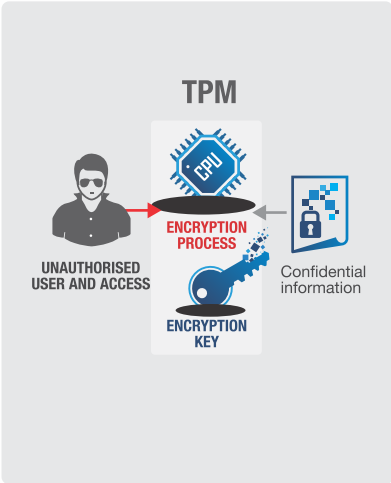 TPM
CPU
ENCRYPTION
PROCESS
UNAUTHORISED
USER AND ACCESS
Confidential
information
ENCRYPTION
KEY